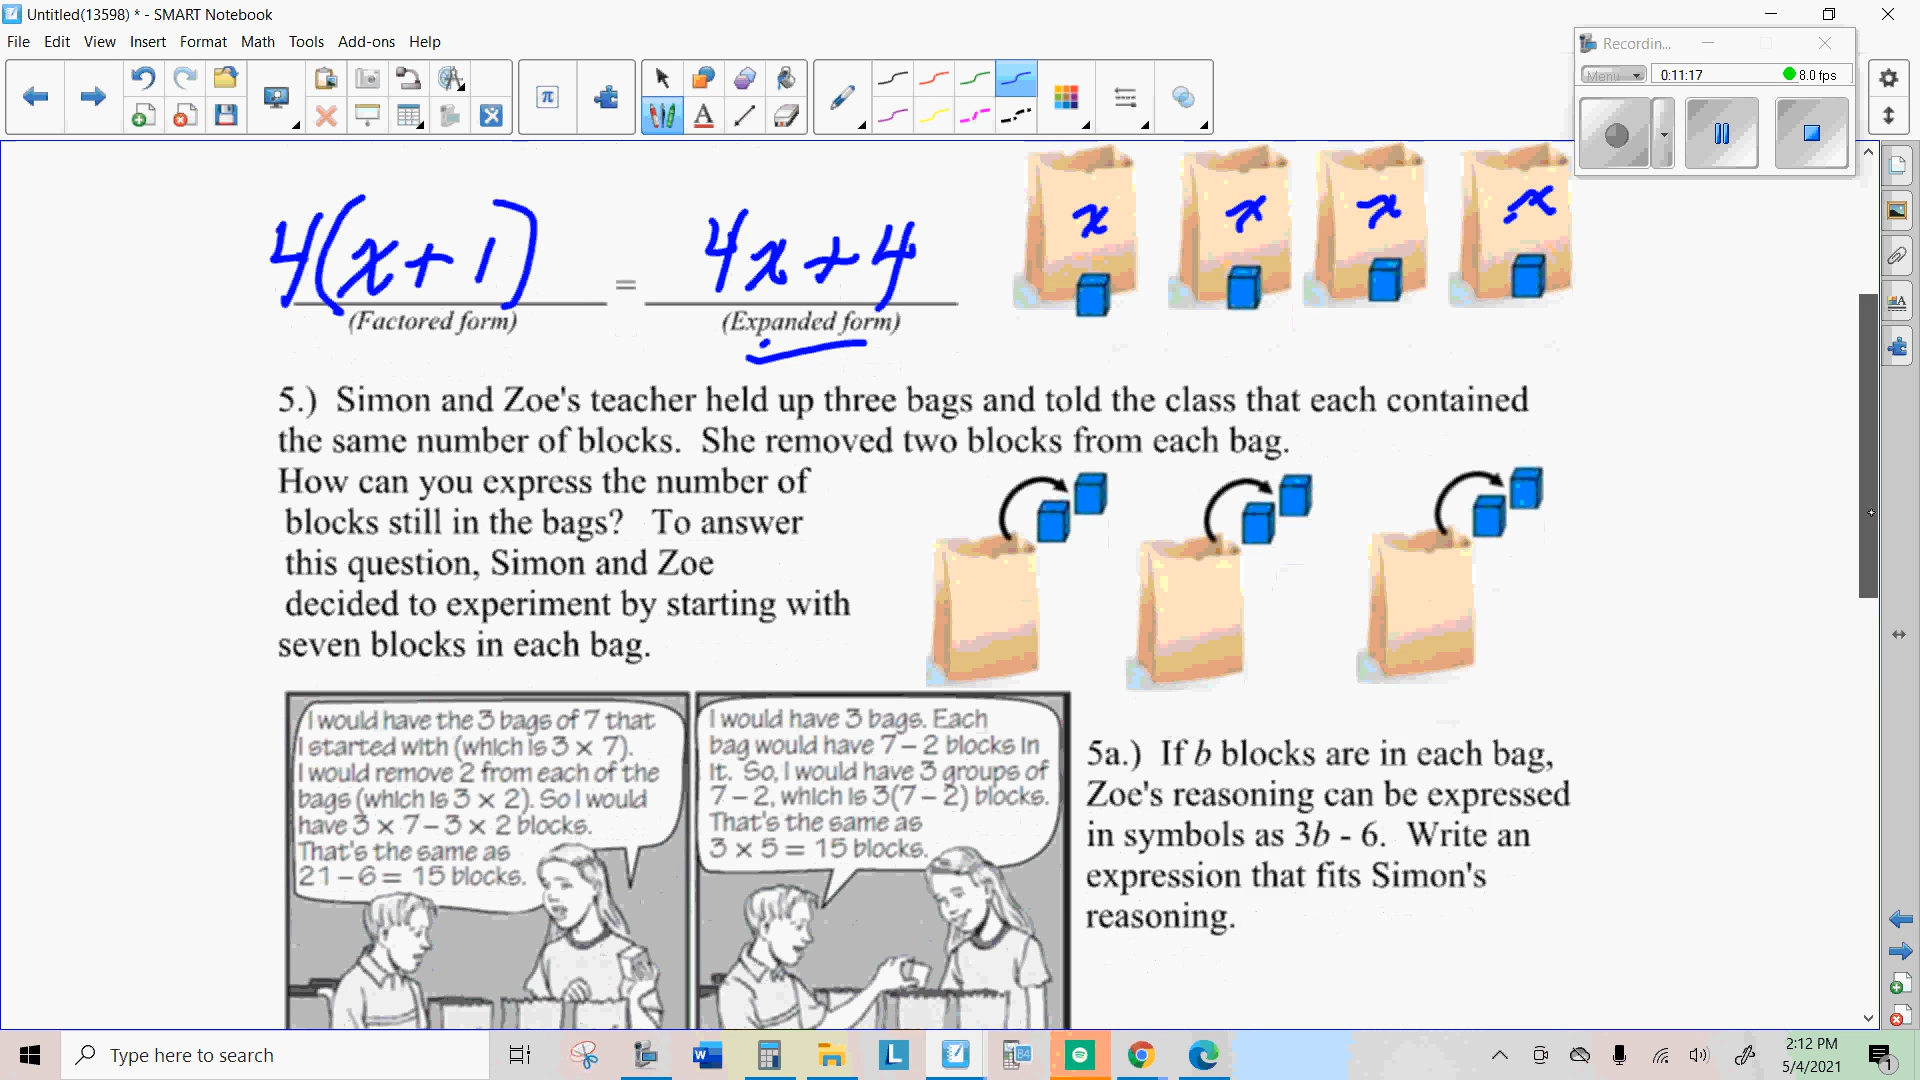 Untitled(13598) * - SMART Notebook
File Edit View Insert Format Math Tools Add-ons Help
Recordin...
Menu 0:11:17 8.0 fps
π
A
x x x x
4(x+1) = 4x+4
(Factored form) (Expanded form)
5.) Simon and Zoe's teacher held up three bags and told the class that each contained
the same number of blocks. She removed two blocks from each bag.
How can you express the number of
blocks still in the bags? To answer
this question, Simon and Zoe
decided to experiment by starting with
seven blocks in each bag.
I would have the 3 bags of 7 that
I started with (which is 3 × 7).
I would remove 2 from each of the
bags (which is 3 × 2). So I would
have 3 × 7 – 3 × 2 blocks.
That's the same as
21 – 6 = 15 blocks.
I would have 3 bags. Each
bag would have 7 – 2 blocks in
it. So, I would have 3 groups of
7 – 2, which is 3(7 – 2) blocks.
That's the same as
3 × 5 = 15 blocks.
5a.) If b blocks are in each bag,
Zoe's reasoning can be expressed
in symbols as 3b - 6. Write an
expression that fits Simon's
reasoning.
Type here to search
2:12 PM
5/4/2021
1